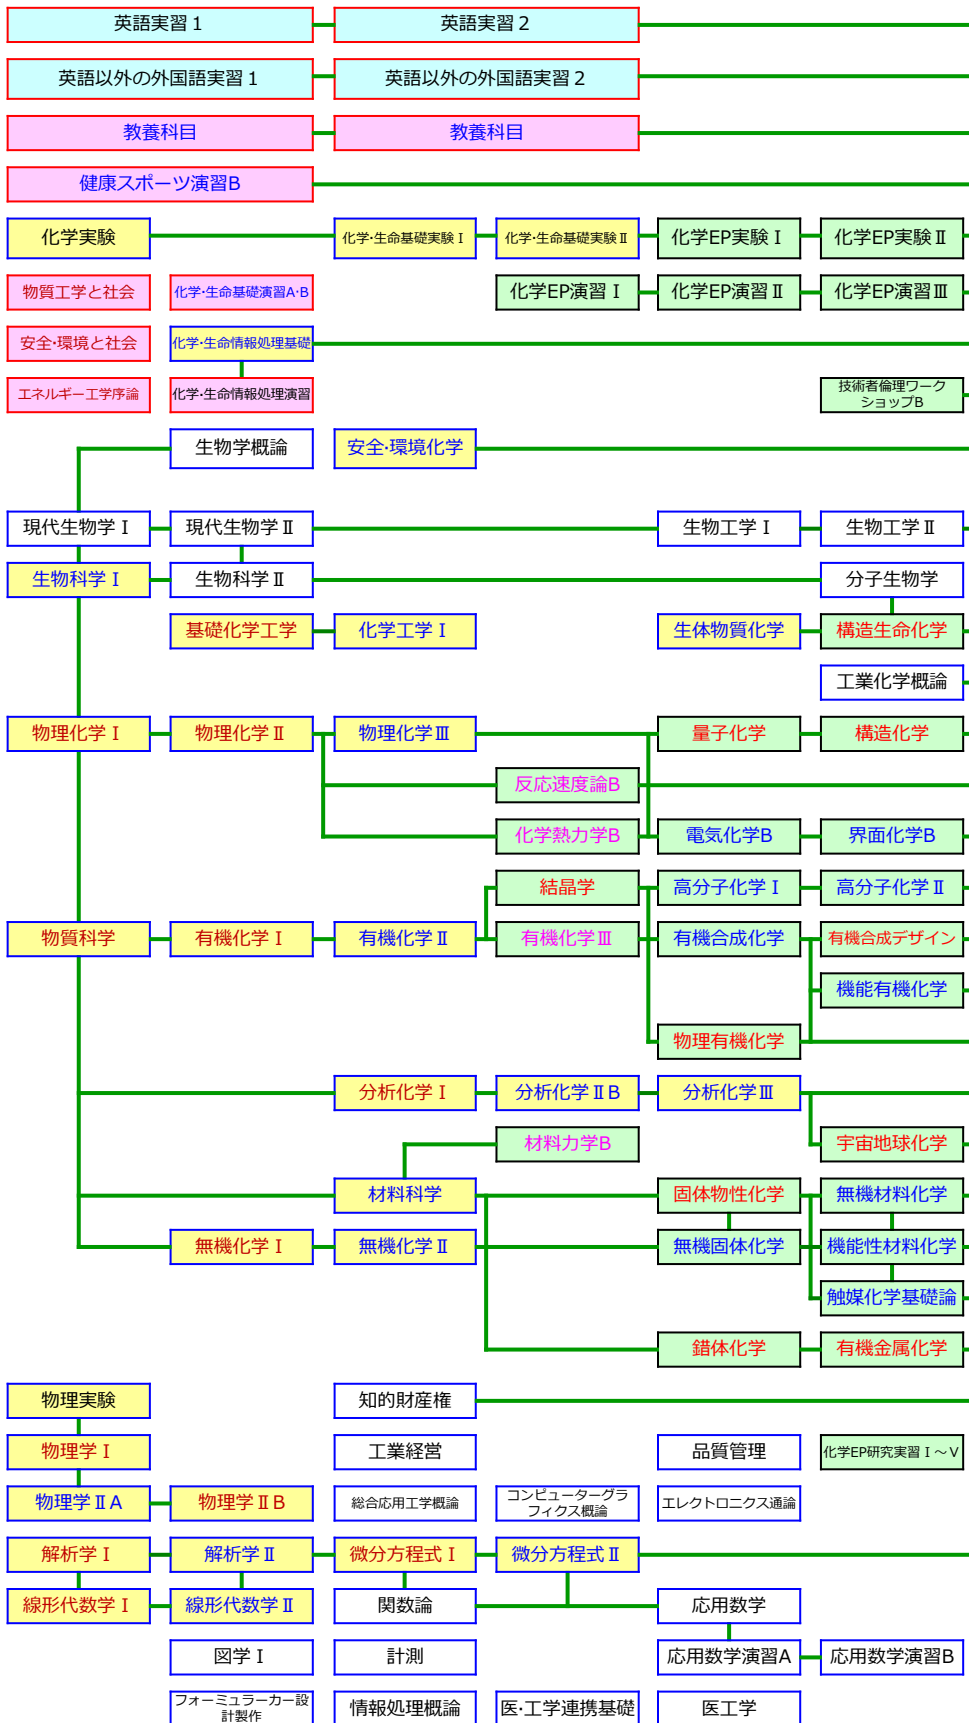 英語実習1
英語実習2
英語以外の外国語実習1
英語以外の外国語実習2
教養科目
教養科目
健康スポーツ演習B
化学実験
化学・生命基礎実験Ⅰ
化学・生命基礎実験Ⅱ
化学EP実験Ⅰ
化学EP実験Ⅱ
物質工学と社会
化学・生命基礎演習A・B
化学EP演習Ⅰ
化学EP演習Ⅱ
化学EP演習Ⅲ
安全・環境と社会
化学・生命情報処理基礎
エネルギー工学序論
化学・生命情報処理演習
技術者倫理ワーク
ショップB
生物学概論
安全・環境化学
現代生物学Ⅰ
現代生物学Ⅱ
生物工学Ⅰ
生物工学Ⅱ
生物科学Ⅰ
生物科学Ⅱ
分子生物学
基礎化学工学
化学工学Ⅰ
生体物質化学
構造生命化学
工業化学概論
物理化学Ⅰ
物理化学Ⅱ
物理化学Ⅲ
量子化学
構造化学
反応速度論B
化学熱力学B
電気化学B
界面化学B
結晶学
高分子化学Ⅰ
高分子化学Ⅱ
物質科学
有機化学Ⅰ
有機化学Ⅱ
有機化学Ⅲ
有機合成化学
有機合成デザイン
機能有機化学
物理有機化学
分析化学Ⅰ
分析化学ⅡB
分析化学Ⅲ
材料力学B
宇宙地球化学
材料科学
固体物性化学
無機材料化学
無機化学Ⅰ
無機化学Ⅱ
無機固体化学
機能性材料化学
触媒化学基礎論
錯体化学
有機金属化学
物理実験
知的財産権
物理学Ⅰ
工業経営
品質管理
化学EP研究実習Ⅰ～Ⅴ
物理学ⅡA
物理学ⅡB
総合応用工学概論
コンピューターグラ
フィクス概論
エレクトロニクス通論
解析学Ⅰ
解析学Ⅱ
微分方程式Ⅰ
微分方程式Ⅱ
線形代数学Ⅰ
線形代数学Ⅱ
関数論
応用数学
図学Ⅰ
計測
応用数学演習A
応用数学演習B
フォーミュラーカー設
計製作
情報処理概論
医・工学連携基礎
医工学